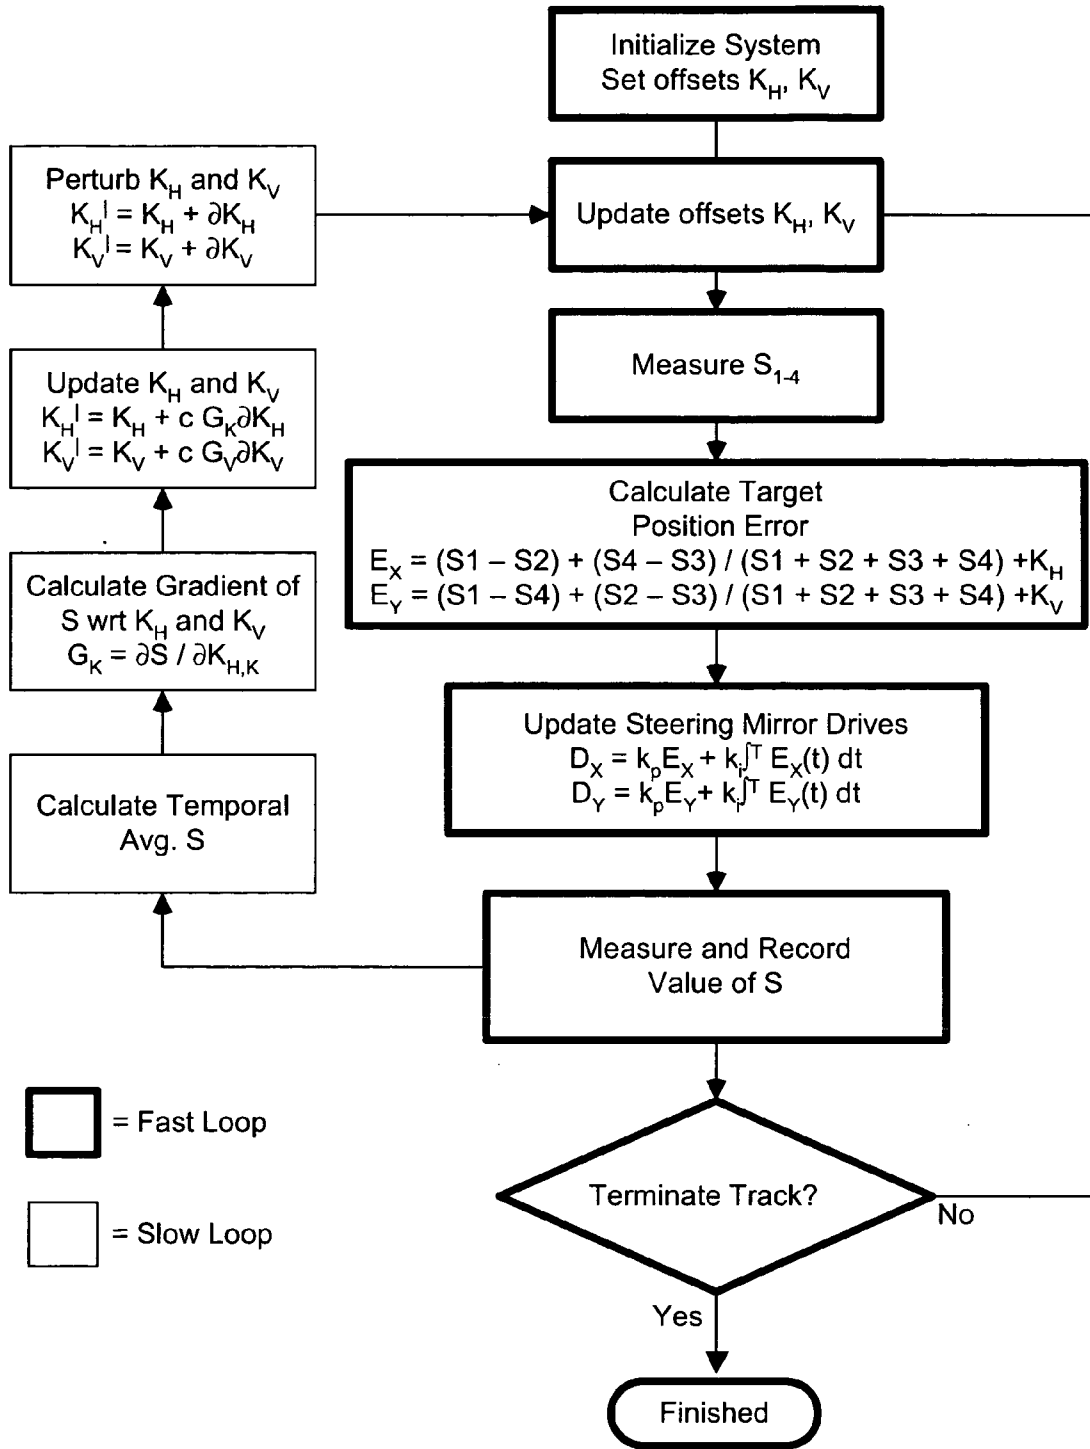 Initialize System
Set offsets K_H, K_V
Perturb K_H and K_V
K_H^| = K_H + ∂K_H
K_V^| = K_V + ∂K_V
Update offsets K_H, K_V
Measure S_1-4
Update K_H and K_V
K_H^| = K_H + c G_K∂K_H
K_V^| = K_V + c G_V∂K_V
Calculate Target
Position Error
E_X = (S1 – S2) + (S4 – S3) / (S1 + S2 + S3 + S4) +K_H
E_Y = (S1 – S4) + (S2 – S3) / (S1 + S2 + S3 + S4) +K_V
Calculate Gradient of
S wrt K_H and K_V
G_K = ∂S / ∂K_H,K
Update Steering Mirror Drives
D_X = k_pE_X + k_i∫^T E_X(t) dt
D_Y = k_pE_Y+ k_i∫^T E_Y(t) dt
Calculate Temporal
Avg. S
Measure and Record
Value of S
= Fast Loop
= Slow Loop
Terminate Track?
No
Yes
Finished